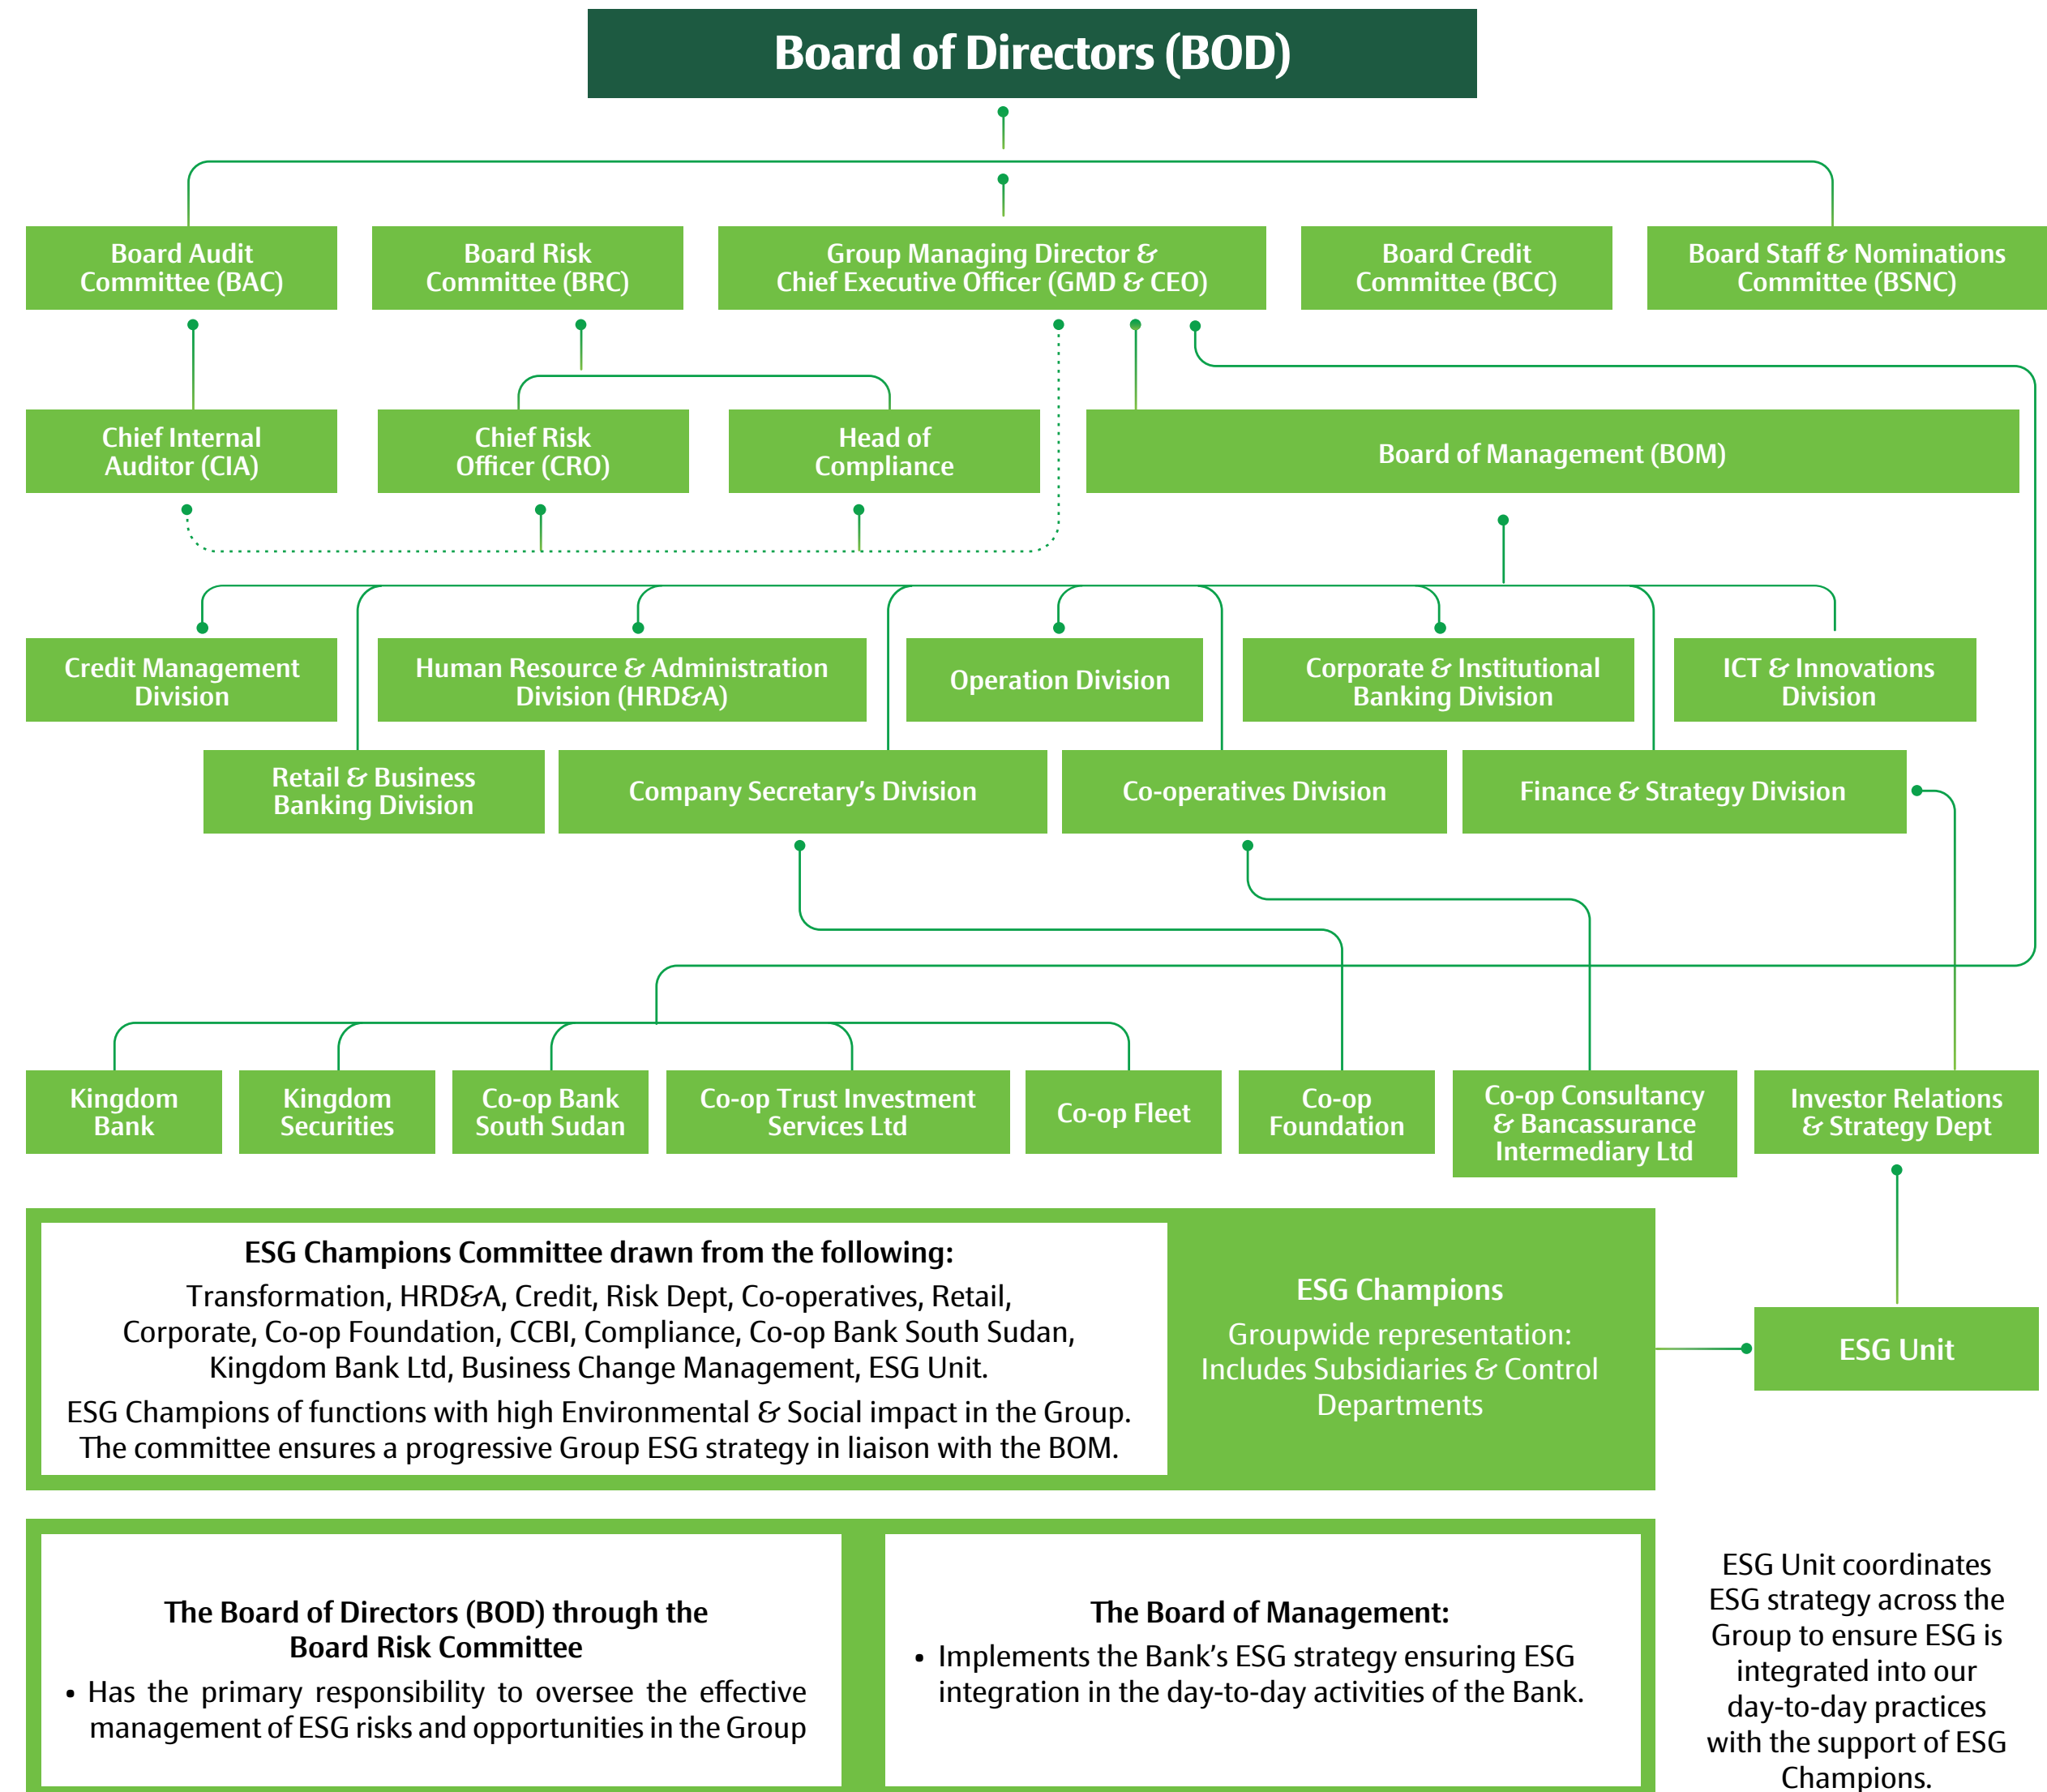 Board of Directors (BOD)
Board Audit
Committee (BAC)
Board Risk
Committee (BRC)
Group Managing Director &
Chief Executive Officer (GMD & CEO)
Board Credit
Committee (BCC)
Board Staff & Nominations
Committee (BSNC)
Chief Internal
Auditor (CIA)
Chief Risk
Officer (CRO)
Head of
Compliance
Board of Management (BOM)
Credit Management
Division
Human Resource & Administration
Division (HRD&A)
Operation Division
Corporate & Institutional
Banking Division
ICT & Innovations
Division
Retail & Business
Banking Division
Company Secretary's Division
Co-operatives Division
Finance & Strategy Division
Kingdom
Bank
Kingdom
Securities
Co-op Bank
South Sudan
Co-op Trust Investment
Services Ltd
Co-op Fleet
Co-op
Foundation
Co-op Consultancy
& Bancassurance
Intermediary Ltd
Investor Relations
& Strategy Dept
ESG Champions Committee drawn from the following:
Transformation, HRD&A, Credit, Risk Dept, Co-operatives, Retail,
Corporate, Co-op Foundation, CCBI, Compliance, Co-op Bank South Sudan,
Kingdom Bank Ltd, Business Change Management, ESG Unit.
ESG Champions of functions with high Environmental & Social impact in the Group.
The committee ensures a progressive Group ESG strategy in liaison with the BOM.
ESG Champions
Groupwide representation:
Includes Subsidiaries & Control
Departments
ESG Unit
The Board of Directors (BOD) through the
Board Risk Committee
• Has the primary responsibility to oversee the effective
management of ESG risks and opportunities in the Group
The Board of Management:
• Implements the Bank's ESG strategy ensuring ESG
integration in the day-to-day activities of the Bank.
ESG Unit coordinates
ESG strategy across the
Group to ensure ESG is
integrated into our
day-to-day practices
with the support of ESG
Champions.